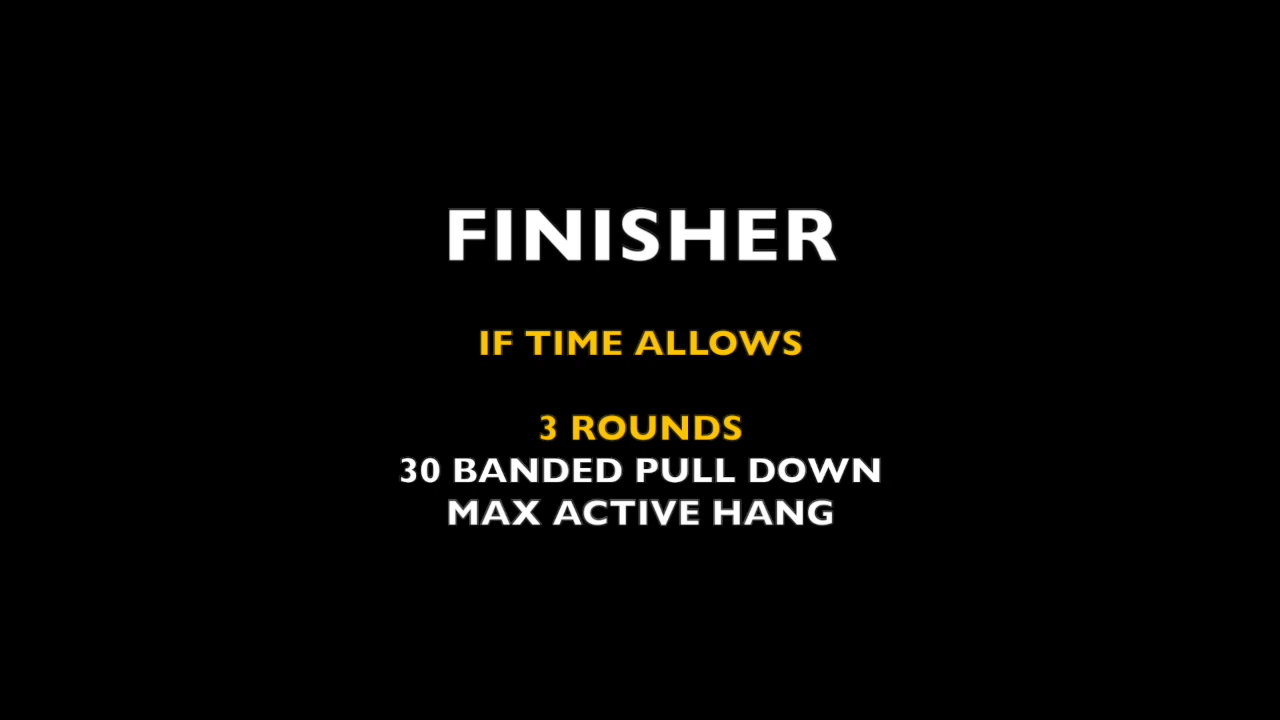 FINISHER
IF TIME ALLOWS
3 ROUNDS
30 BANDED PULL DOWN
MAX ACTIVE HANG